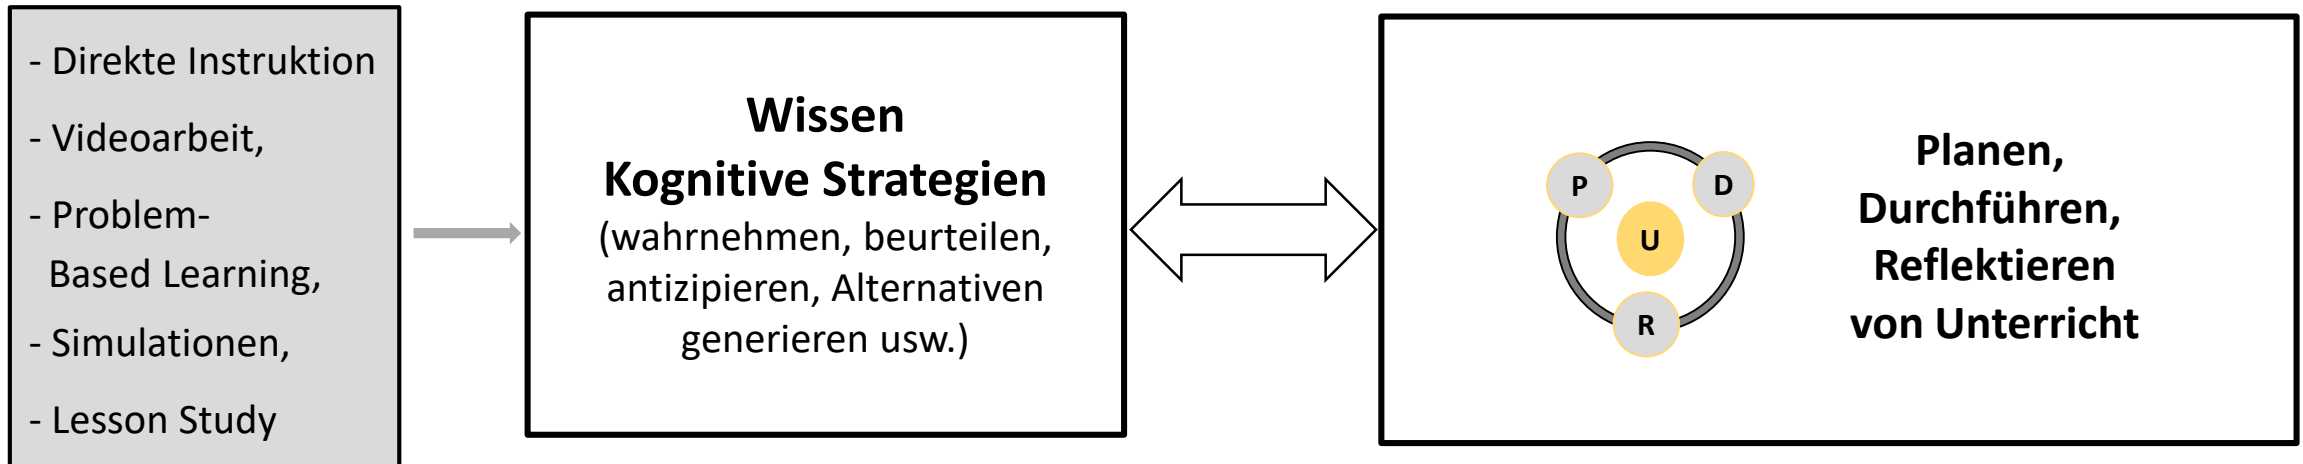 - Direkte Instruktion
- Videoarbeit,
- Problem-
Based Learning,
- Simulationen,
- Lesson Study
Wissen
Kognitive Strategien
(wahrnehmen, beurteilen,
antizipieren, Alternativen
generieren usw.)
P
D
U
R
Planen,
Durchführen,
Reflektieren
von Unterricht